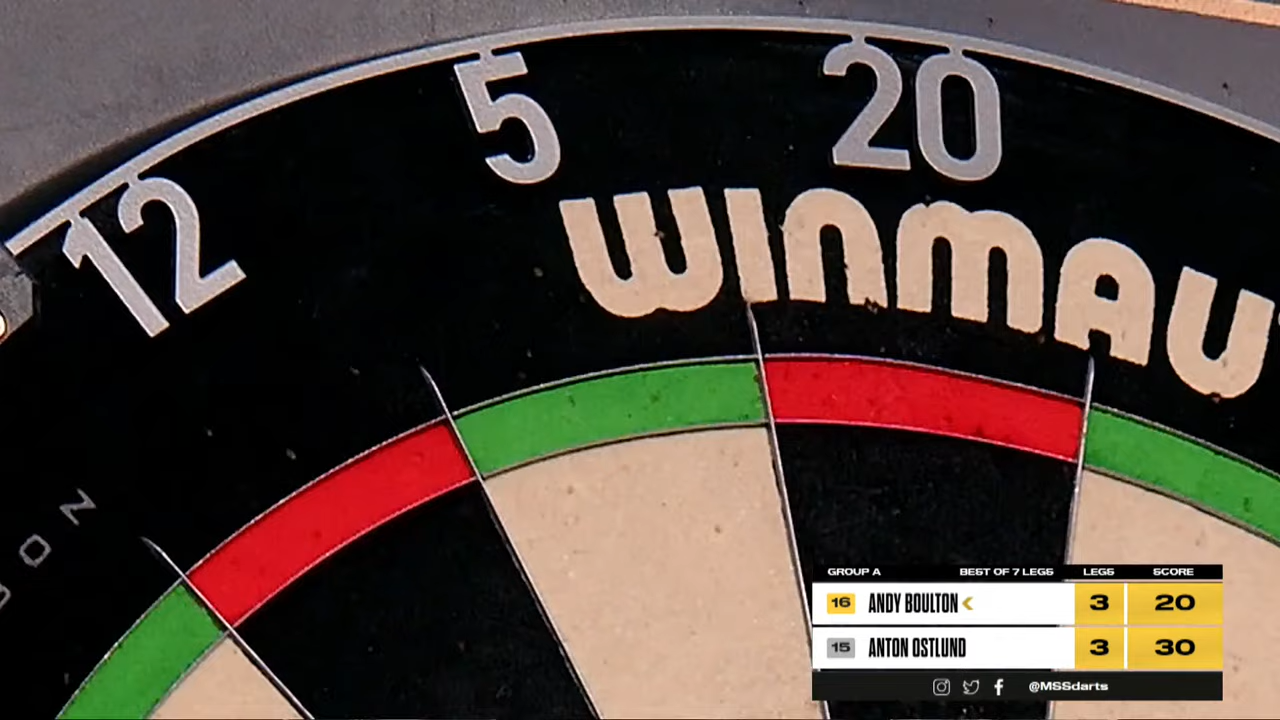 5
20
12
WINMAU
GROUP A BEST OF 7 LEGS LEGS SCORE
16 ANDY BOULTON 3 20
15 ANTON OSTLUND 3 30
@MSSdarts